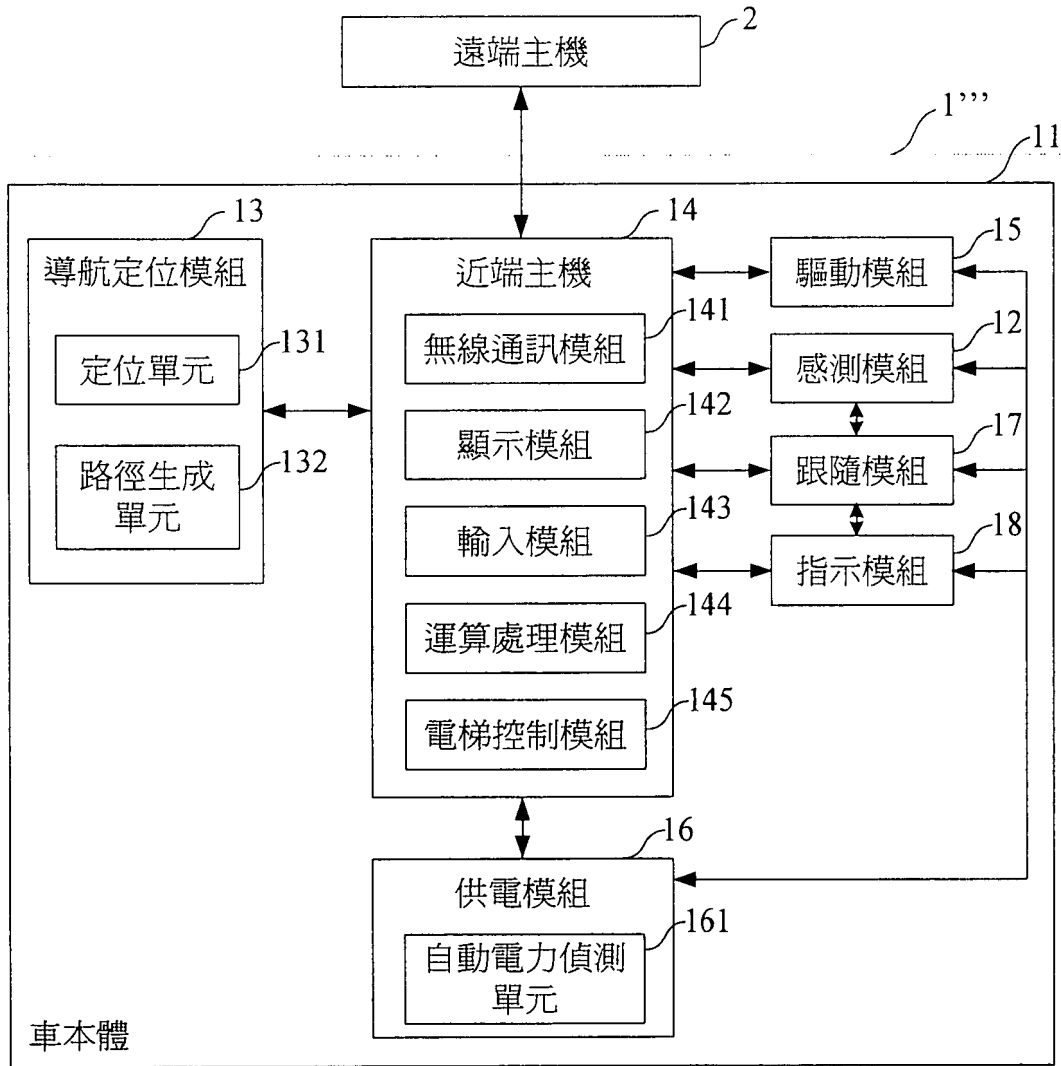 2
遠端主機
1’’’
11
13
導航定位模組
131
定位單元
132
路徑生成
單元
14
近端主機
141
無線通訊模組
142
顯示模組
143
輸入模組
144
運算處理模組
145
電梯控制模組
15
驅動模組
12
感測模組
17
跟隨模組
18
指示模組
16
供電模組
161
自動電力偵測
單元
車本體